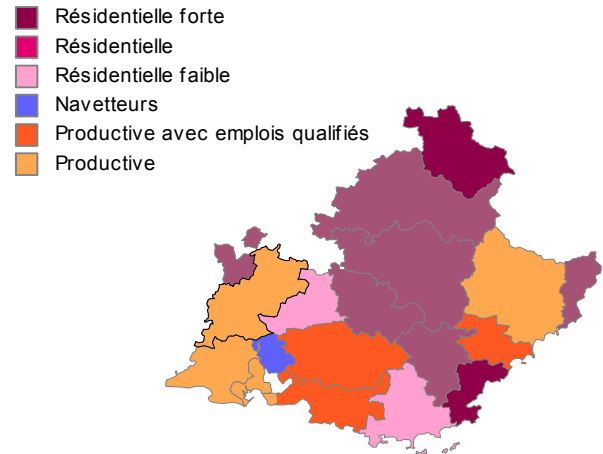 Résidentielle forte
Résidentielle
Résidentielle faible
Navetteurs
Productive avec emplois qualifiés
Productive